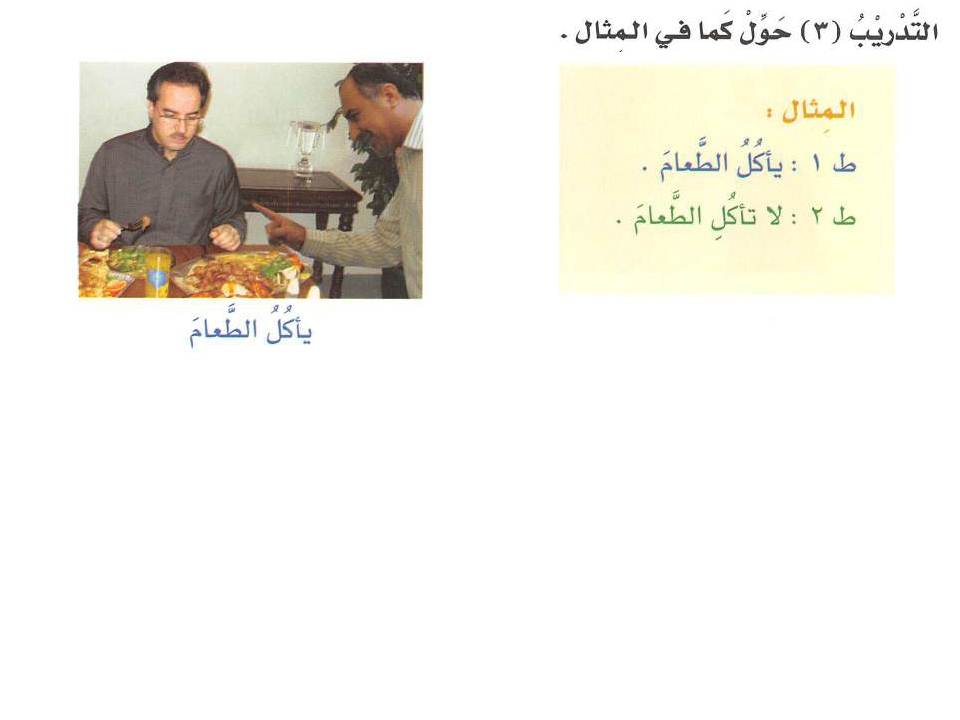 التَّدْرِيْبُ (٣) حَوِّلْ كَما في المِثال .
المِثال :
ط ١ : يأكُلُ الطَّعامَ .
ط ٢ : لا تأكُلِ الطَّعامَ .
يأكُلُ الطَّعامَ